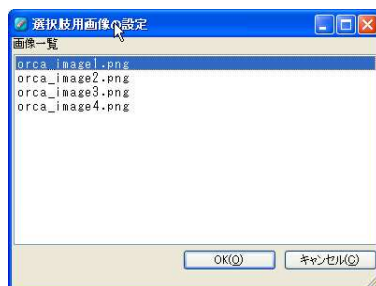 選択肢用画像の設定
画像一覧
orca_image1.png
orca_image2.png
orca_image3.png
orca_image4.png
OK(O) キャンセル(C)